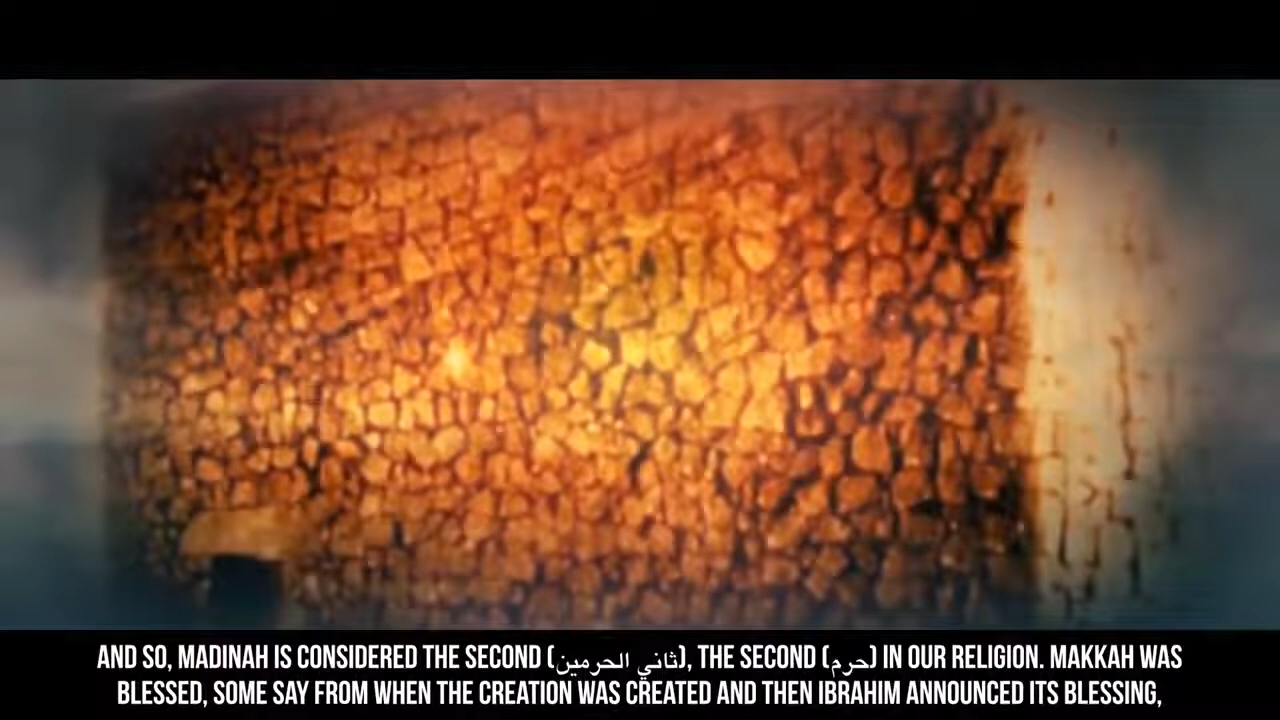 AND SO, MADINAH IS CONSIDERED THE SECOND (ثاني الحرمين), THE SECOND (حرم) IN OUR RELIGION. MAKKAH WAS
BLESSED, SOME SAY FROM WHEN THE CREATION WAS CREATED AND THEN IBRAHIM ANNOUNCED ITS BLESSING,